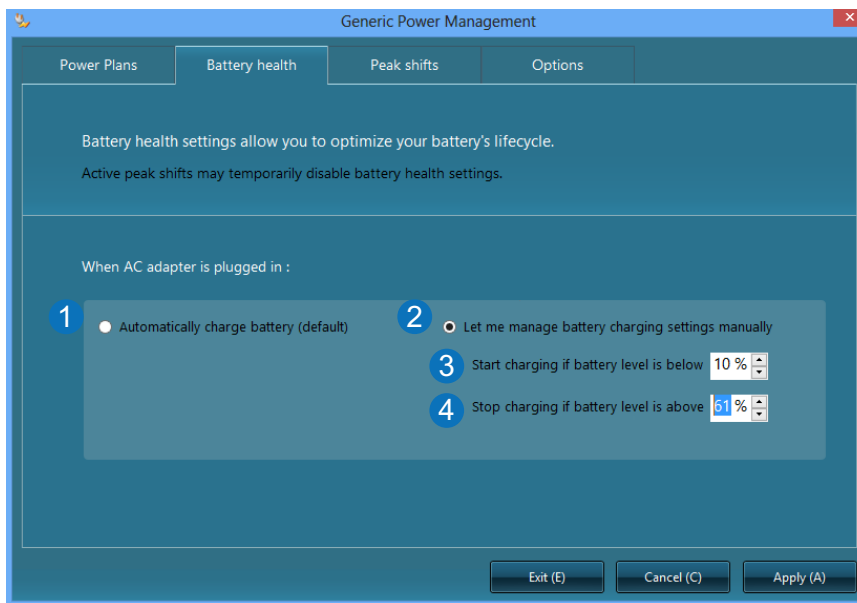 Generic Power Management
Power Plans
Battery health
Peak shifts
Options
Battery health settings allow you to optimize your battery's lifecycle.
Active peak shifts may temporarily disable battery health settings.
When AC adapter is plugged in :
1
Automatically charge battery (default)
2
Let me manage battery charging settings manually
3
Start charging if battery level is below 10 %
4
Stop charging if battery level is above 61 %
Exit (E)
Cancel (C)
Apply (A)